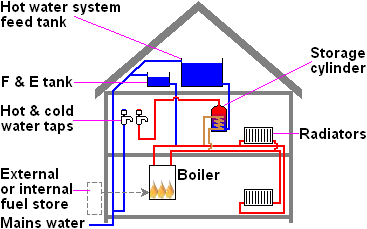 Hot water system
feed tank
Storage
cylinder
F & E tank
Hot & cold
water taps
Radiators
External
or internal
fuel store
Boiler
Mains water